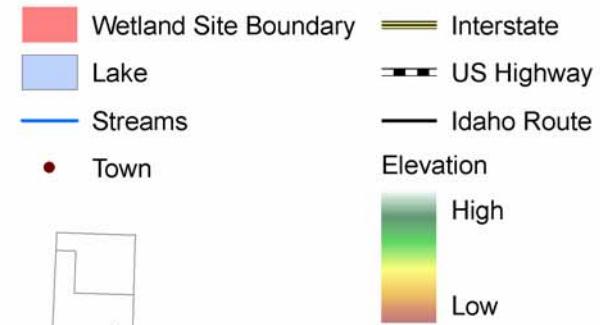 Wetland Site Boundary
Lake
Streams
Town
Interstate
US Highway
Idaho Route
Elevation
High
Low